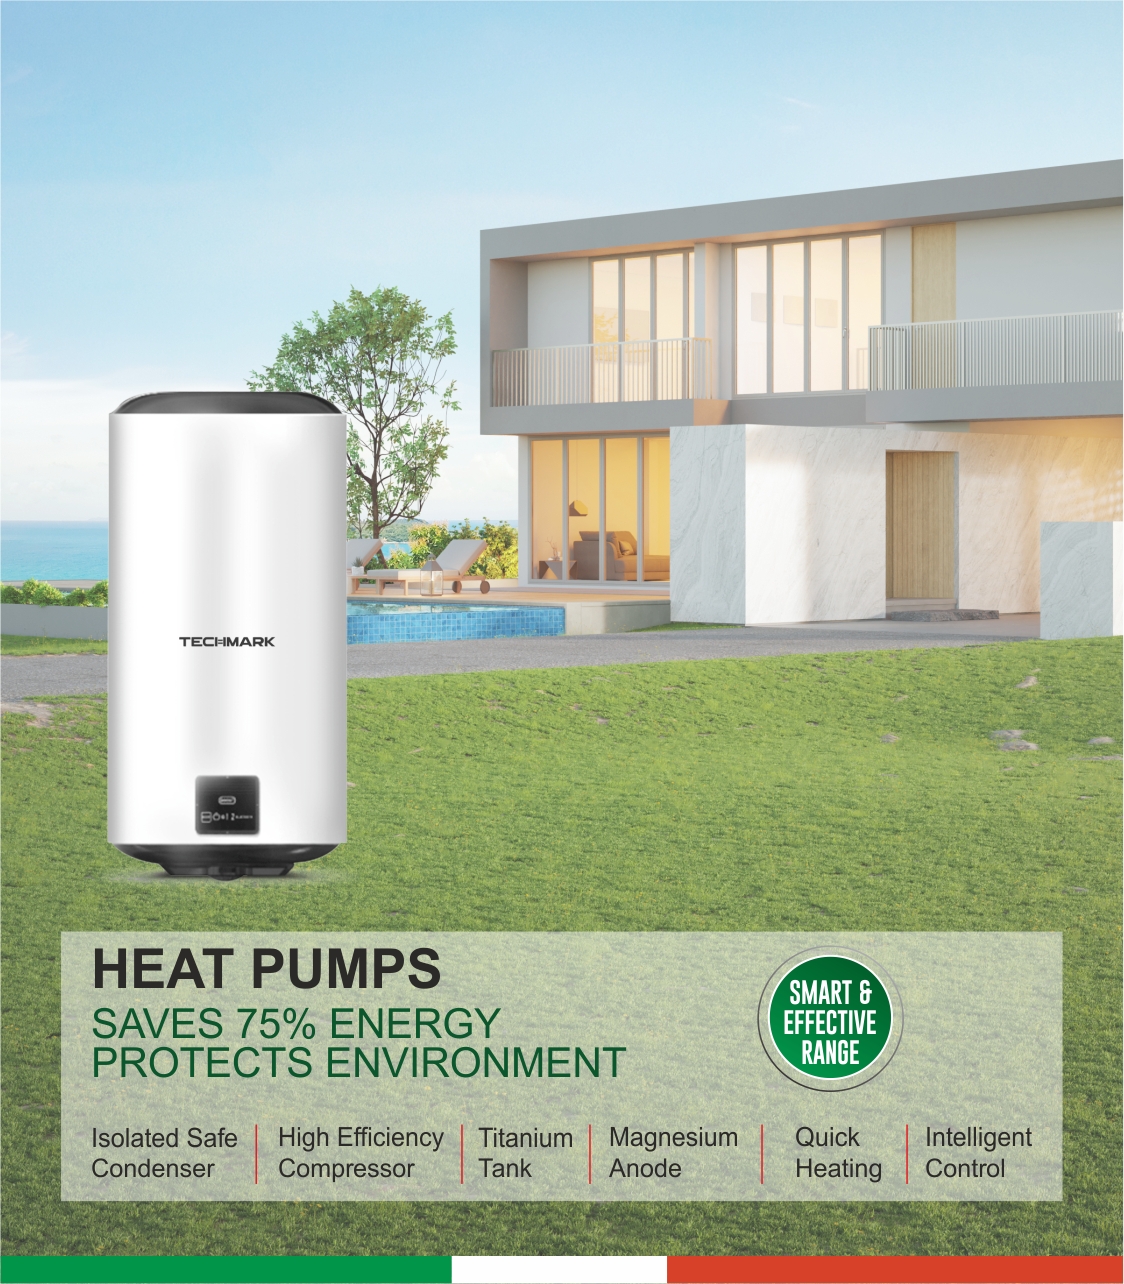 TECHMARK
HEAT PUMPS
SAVES 75% ENERGY
PROTECTS ENVIRONMENT
SMART &
EFFECTIVE
RANGE
Isolated Safe
Condenser
High Efficiency
Compressor
Titanium
Tank
Magnesium
Anode
Quick
Heating
Intelligent
Control